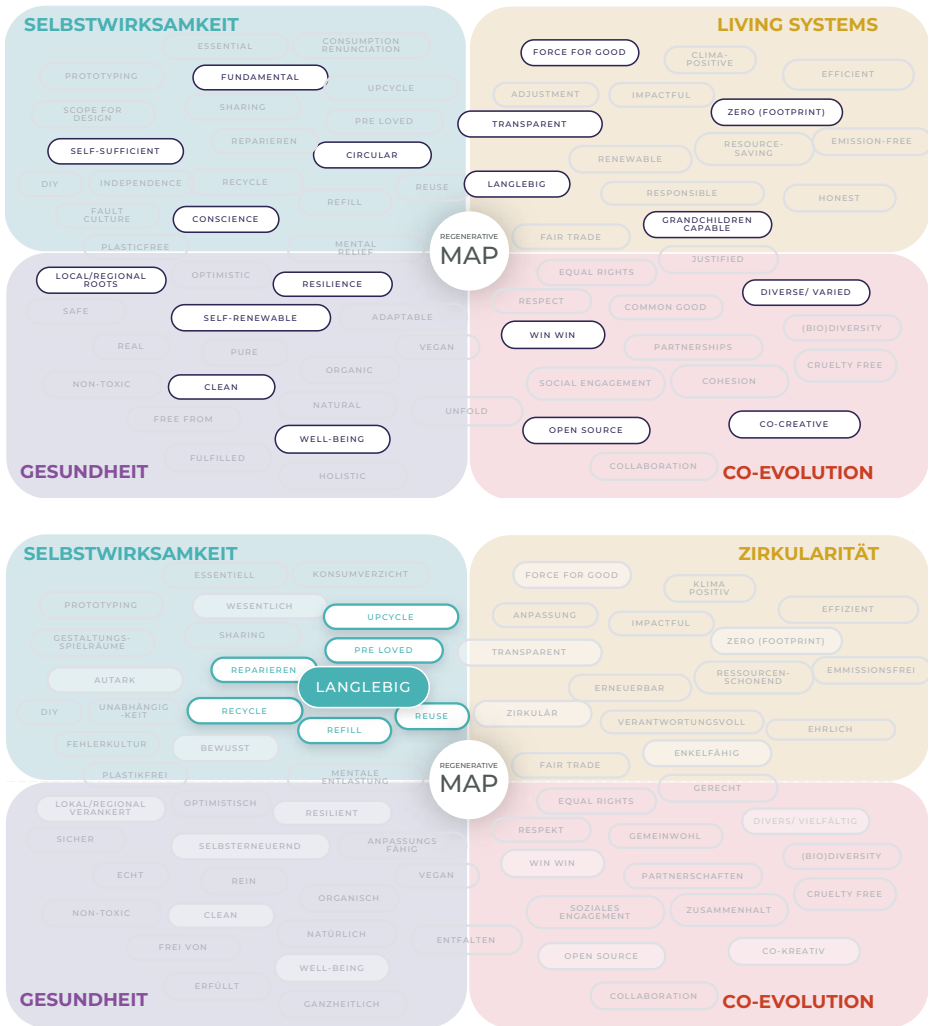 SELBSTWIRKSAMKEIT
LIVING SYSTEMS
ESSENTIAL
CONSUMPTION
RENUNCIATION
FORCE FOR GOOD
CLIMA-
POSITIVE
PROTOTYPING
FUNDAMENTAL
EFFICIENT
UPCYCLE
ADJUSTMENT
IMPACTFUL
SCOPE FOR
DESIGN
SHARING
ZERO (FOOTPRINT)
PRE LOVED
TRANSPARENT
SELF-SUFFICIENT
REPARIEREN
CIRCULAR
RENEWABLE
RESOURCE-
SAVING
EMISSION-FREE
DIY
INDEPENDENCE
RECYCLE
REUSE
LANGLEBIG
RESPONSIBLE
HONEST
FAULT
CULTURE
CONSCIENCE
REFILL
GRANDCHILDREN
CAPABLE
PLASTICFREE
MENTAL
RELIEF
REGENERATIVE
MAP
FAIR TRADE
JUSTIFIED
LOCAL/REGIONAL
ROOTS
OPTIMISTIC
RESILIENCE
EQUAL RIGHTS
DIVERSE/ VARIED
SAFE
SELF-RENEWABLE
ADAPTABLE
RESPECT
COMMON GOOD
(BIO)DIVERSITY
REAL
PURE
VEGAN
WIN WIN
PARTNERSHIPS
CRUELTY FREE
NON-TOXIC
CLEAN
ORGANIC
SOCIAL ENGAGEMENT
COHESION
FREE FROM
NATURAL
UNFOLD
WELL-BEING
OPEN SOURCE
CO-CREATIVE
FULFILLED
HOLISTIC
COLLABORATION
GESUNDHEIT
CO-EVOLUTION
SELBSTWIRKSAMKEIT
ZIRKULARITÄT
ESSENTIELL
KONSUMVERZICHT
FORCE FOR GOOD
KLIMA
POSITIV
PROTOTYPING
WESENTLICH
UPCYCLE
ANPASSUNG
IMPACTFUL
EFFIZIENT
GESTALTUNGS-
SPIELRÄUME
SHARING
PRE LOVED
TRANSPARENT
ZERO (FOOTPRINT)
AUTARK
REPARIEREN
LANGLEBIG
ERNEUERBAR
RESSOURCEN-
SCHONEND
EMMISSIONSFREI
DIY
UNABHÄNGIG
-KEIT
RECYCLE
REUSE
ZIRKULÄR
VERANTWORTUNGSVOLL
EHRLICH
FEHLERKULTUR
BEWUSST
REFILL
ENKELFÄHIG
PLASTIKFREI
MENTALE
ENTLASTUNG
REGENERATIVE
MAP
FAIR TRADE
GERECHT
LOKAL/REGIONAL
VERANKERT
OPTIMISTISCH
RESILIENT
EQUAL RIGHTS
DIVERS/ VIELFÄLTIG
SICHER
SELBSTERNEUERND
ANPASSUNGS
FÄHIG
RESPEKT
GEMEINWOHL
(BIO)DIVERSITY
ECHT
REIN
VEGAN
WIN WIN
PARTNERSCHAFTEN
CRUELTY FREE
NON-TOXIC
CLEAN
ORGANISCH
SOZIALES
ENGAGEMENT
ZUSAMMENHALT
FREI VON
NATÜRLICH
ENTFALTEN
WELL-BEING
OPEN SOURCE
CO-KREATIV
ERFÜLLT
GANZHEITLICH
COLLABORATION
GESUNDHEIT
CO-EVOLUTION